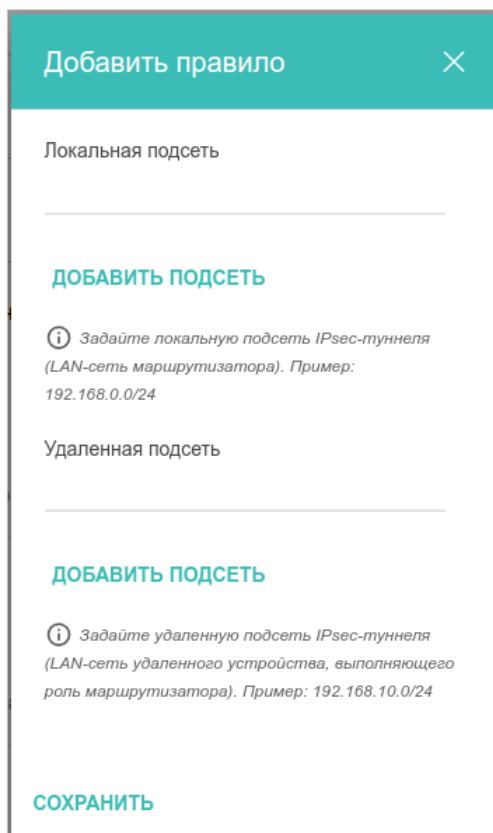 Добавить правило
Локальная подсеть
ДОБАВИТЬ ПОДСЕТЬ
Задайте локальную подсеть IPsec-туннеля
(LAN-сеть маршрутизатора). Пример:
192.168.0.0/24
Удаленная подсеть
ДОБАВИТЬ ПОДСЕТЬ
Задайте удаленную подсеть IPsec-туннеля
(LAN-сеть удаленного устройства, выполняющего
роль маршрутизатора). Пример: 192.168.10.0/24
СОХРАНИТЬ